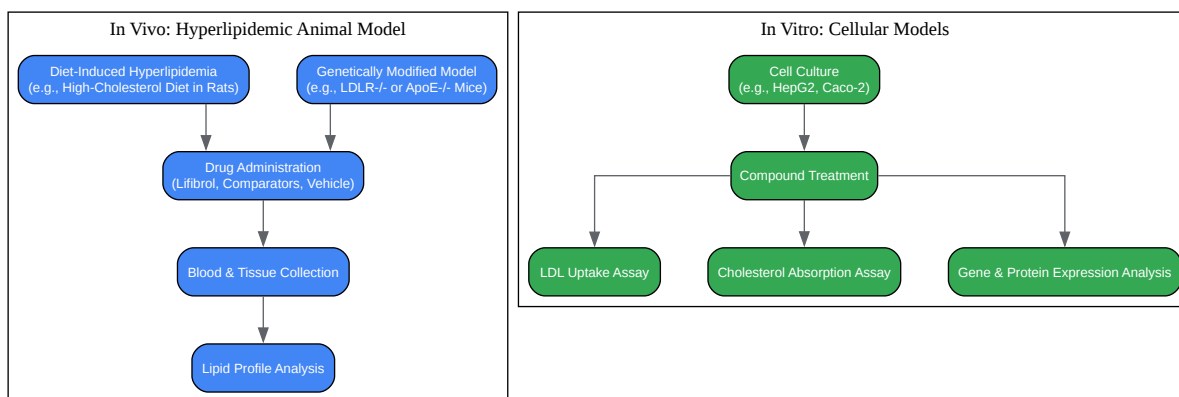 In Vivo: Hyperlipidemic Animal Model
Diet-Induced Hyperlipidemia
(e.g., High-Cholesterol Diet in Rats)
Genetically Modified Model
(e.g., LDLR-/- or ApoE-/- Mice)
Drug Administration
(Lifibrol, Comparators, Vehicle)
Blood & Tissue Collection
Lipid Profile Analysis
In Vitro: Cellular Models
Cell Culture
(e.g., HepG2, Caco-2)
Compound Treatment
LDL Uptake Assay
Cholesterol Absorption Assay
Gene & Protein Expression Analysis